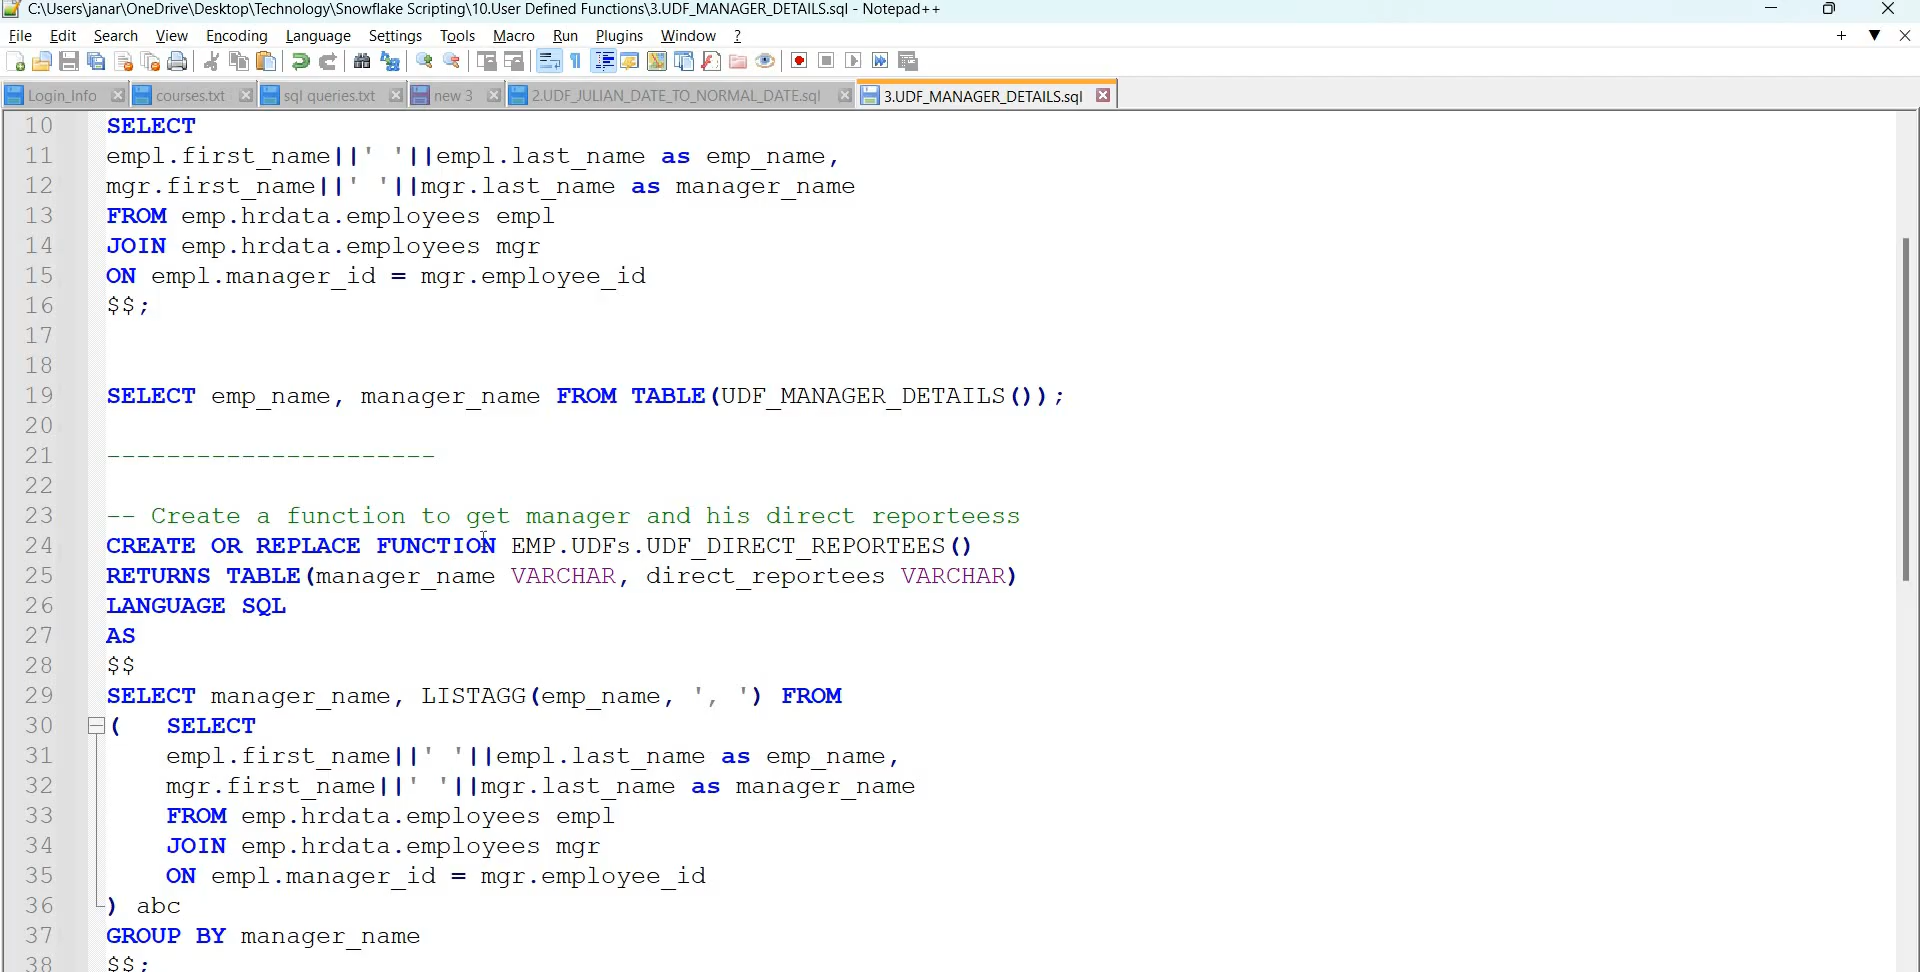 C:\Users\janar\OneDrive\Desktop\Technology\Snowflake Scripting\10.User Defined Functions\3.UDF_MANAGER_DETAILS.sql - Notepad++
File Edit Search View Encoding Language Settings Tools Macro Run Plugins Window ?
Login_Info courses.txt sql queries.txt new 3 2.UDF_JULIAN_DATE_TO_NORMAL_DATE.sql 3.UDF_MANAGER_DETAILS.sql
10 SELECT
11 empl.first_name||' '||empl.last_name as emp_name,
12 mgr.first_name||' '||mgr.last_name as manager_name
13 FROM emp.hrdata.employees empl
14 JOIN emp.hrdata.employees mgr
15 ON empl.manager_id = mgr.employee_id
16 $$;
17
18
19 SELECT emp_name, manager_name FROM TABLE(UDF_MANAGER_DETAILS());
20
21 ----------------------
22
23 -- Create a function to get manager and his direct reporteess
24 CREATE OR REPLACE FUNCTION EMP.UDFs.UDF_DIRECT_REPORTEES()
25 RETURNS TABLE(manager_name VARCHAR, direct_reportees VARCHAR)
26 LANGUAGE SQL
27 AS
28 $$
29 SELECT manager_name, LISTAGG(emp_name, ', ') FROM
30 ( SELECT
31 empl.first_name||' '||empl.last_name as emp_name,
32 mgr.first_name||' '||mgr.last_name as manager_name
33 FROM emp.hrdata.employees empl
34 JOIN emp.hrdata.employees mgr
35 ON empl.manager_id = mgr.employee_id
36 ) abc
37 GROUP BY manager_name
38 $$;